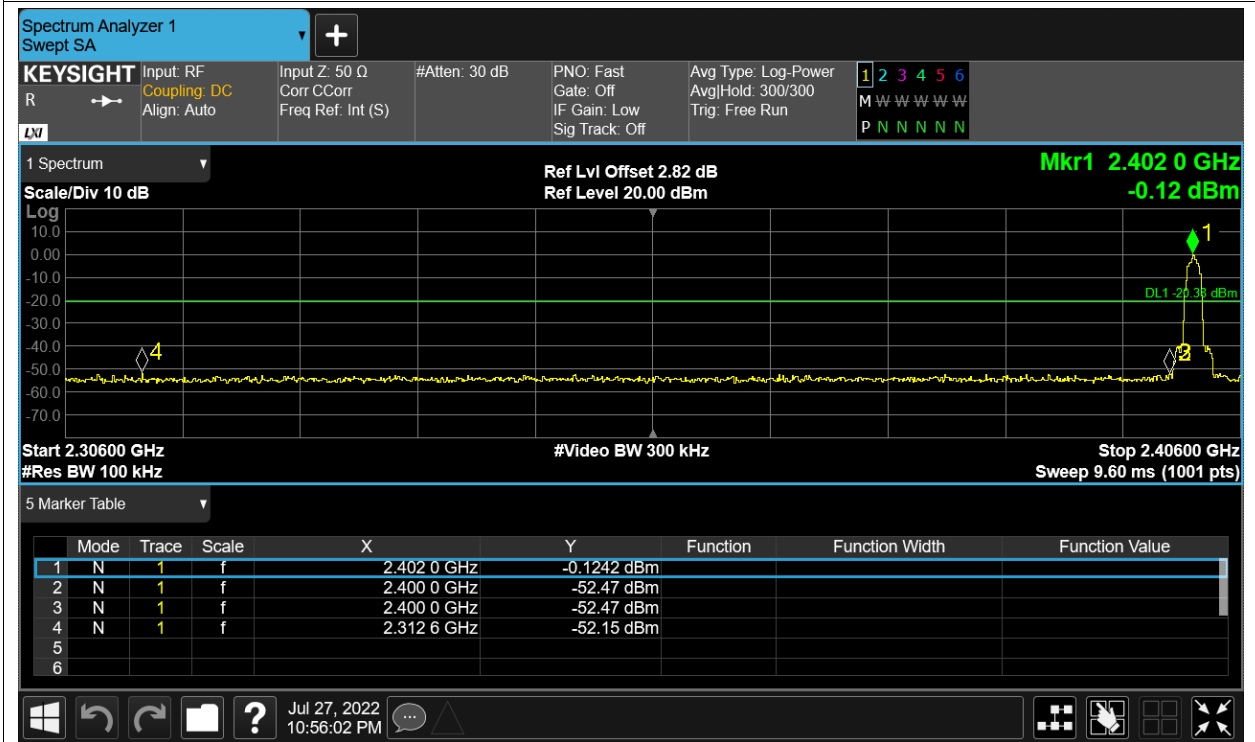 Spectrum Analyzer 1
Swept SA
+
KEYSIGHT Input: RF Input Z: 50 Ω #Atten: 30 dB PNO: Fast Avg Type: Log-Power 1 2 3 4 5 6
R Coupling: DC Corr CCorr Gate: Off Avg|Hold: 300/300 M W W W W W
Align: Auto Freq Ref: Int (S) IF Gain: Low Trig: Free Run
LXI Sig Track: Off P N N N N N
1 Spectrum Ref Lvl Offset 2.82 dB Mkr1 2.402 0 GHz
Scale/Div 10 dB Ref Level 20.00 dBm -0.12 dBm
Log
10.0 1
0.00
-10.0
-20.0 DL1 -20.38 dBm
-30.0
-40.0 4
-50.0
-60.0
-70.0
Start 2.30600 GHz #Video BW 300 kHz Stop 2.40600 GHz
#Res BW 100 kHz Sweep 9.60 ms (1001 pts)
5 Marker Table
Mode Trace Scale X Y Function Function Width Function Value
1 N 1 f 2.402 0 GHz -0.1242 dBm
2 N 1 f 2.400 0 GHz -52.47 dBm
3 N 1 f 2.400 0 GHz -52.47 dBm
4 N 1 f 2.312 6 GHz -52.15 dBm
5
6
? Jul 27, 2022
10:56:02 PM